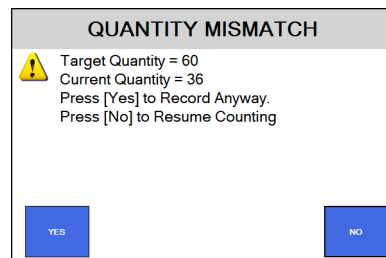 QUANTITY MISMATCH
Target Quantity = 60
Current Quantity = 36
Press [Yes] to Record Anyway.
Press [No] to Resume Counting
YES
NO